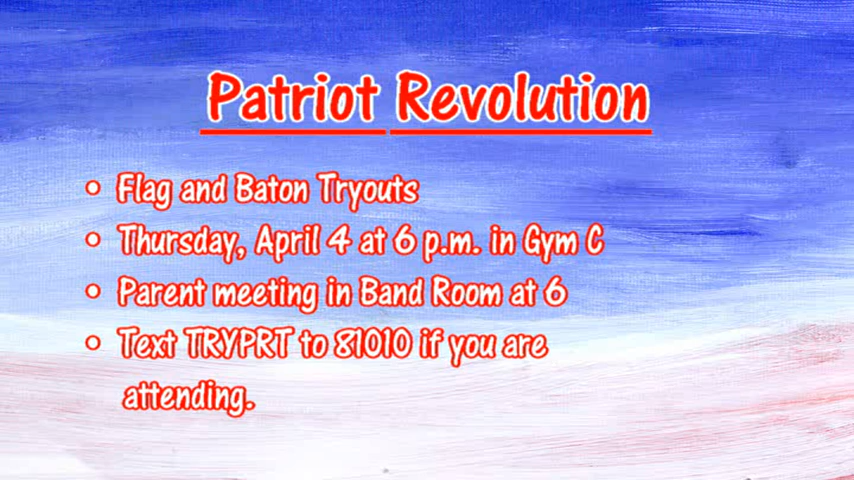 Patriot Revolution
• Flag and Baton Tryouts
• Thursday, April 4 at 6 p.m. in Gym C
• Parent meeting in Band Room at 6
• Text TRYPRT to 81010 if you are
attending.